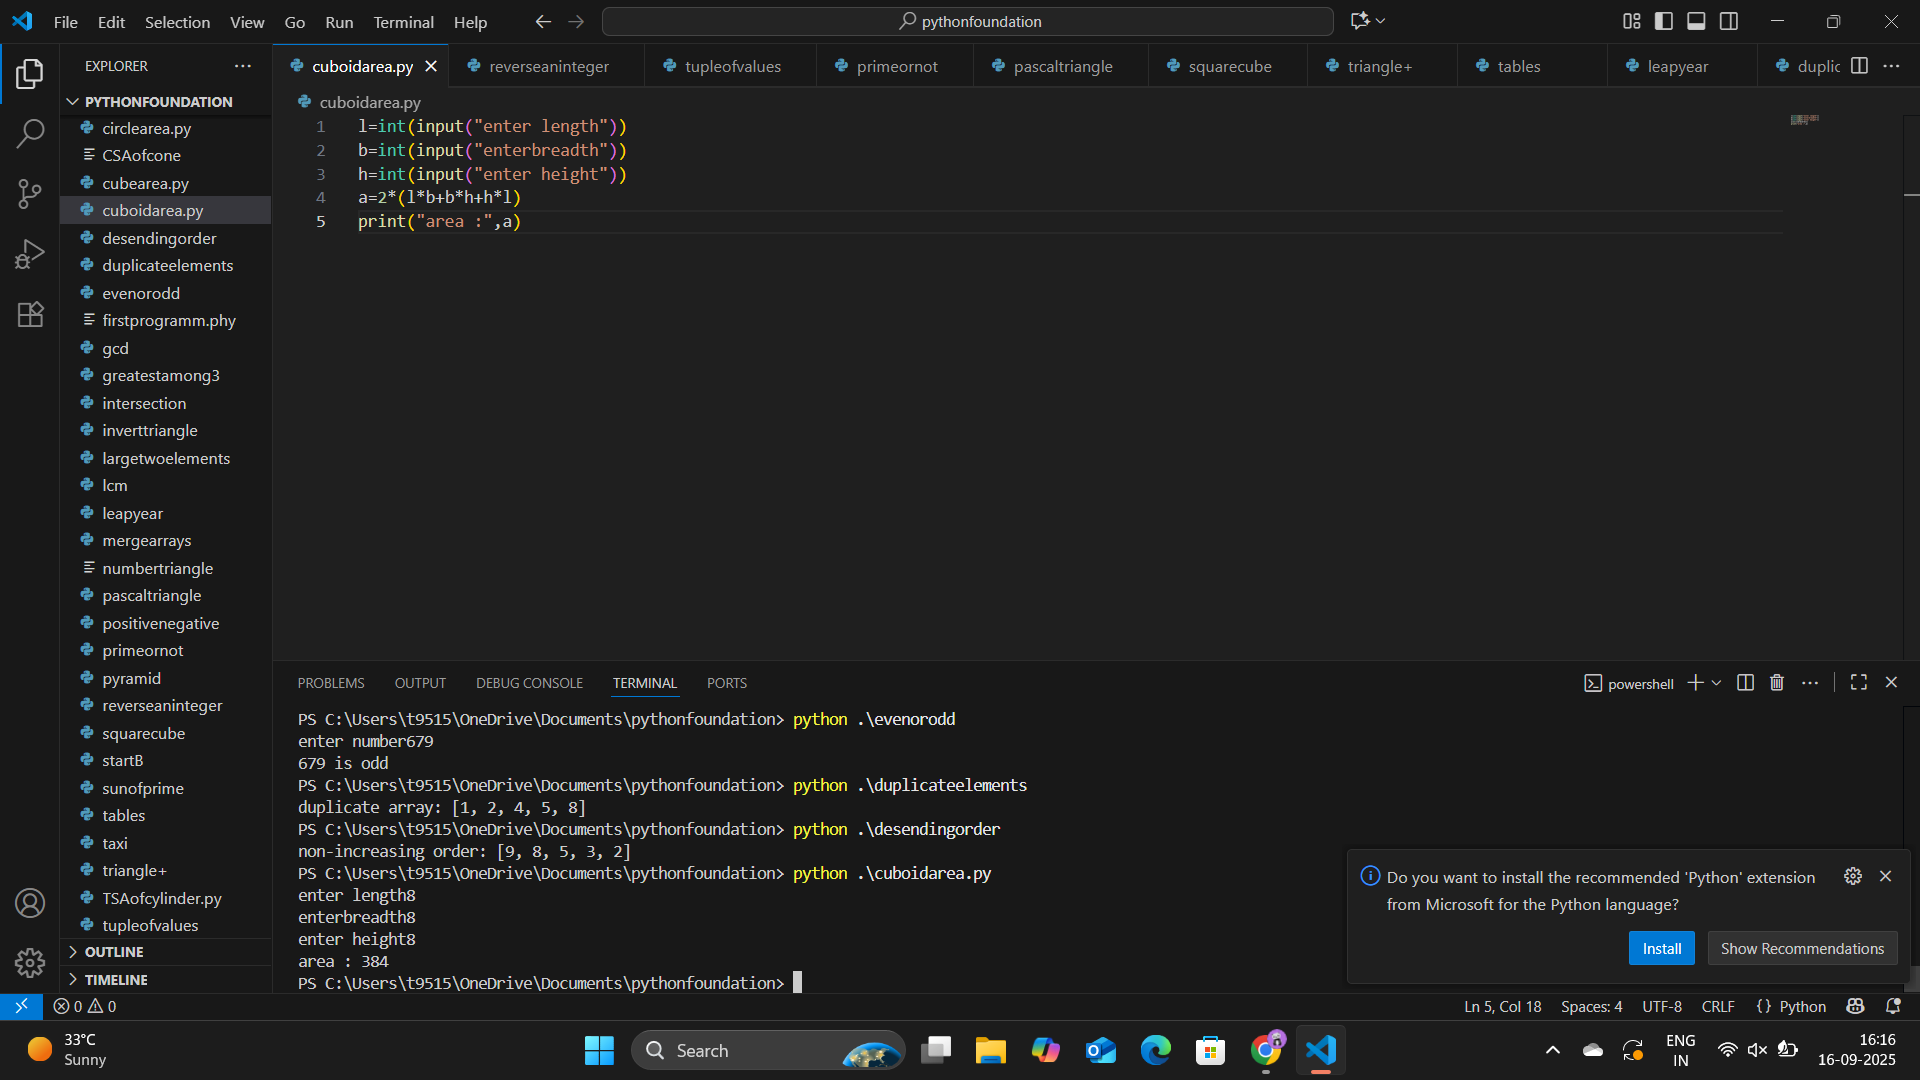 File Edit Selection View Go Run Terminal Help
pythonfoundation
EXPLORER
PYTHONFOUNDATION
circlearea.py
CSAofcone
cubearea.py
cuboidarea.py
desendingorder
duplicateelements
evenorodd
firstprogramm.phy
gcd
greatestamong3
intersection
inverttriangle
largetwoelements
lcm
leapyear
mergearrays
numbertriangle
pascaltriangle
positivenegative
primeornot
pyramid
reverseaninteger
squarecube
startB
sunofprime
tables
taxi
triangle+
TSAofcylinder.py
tupleofvalues
OUTLINE
TIMELINE
cuboidarea.py reverseaninteger tupleofvalues primeornot pascaltriangle squarecube triangle+ tables leapyear duplic
cuboidarea.py
1 l=int(input("enter length"))
2 b=int(input("enterbreadth"))
3 h=int(input("enter height"))
4 a=2*(l*b+b*h+h*l)
5 print("area :",a)
PROBLEMS OUTPUT DEBUG CONSOLE TERMINAL PORTS
powershell
PS C:\Users\t9515\OneDrive\Documents\pythonfoundation> python .\evenorodd
enter number679
679 is odd
PS C:\Users\t9515\OneDrive\Documents\pythonfoundation> python .\duplicateelements
duplicate array: [1, 2, 4, 5, 8]
PS C:\Users\t9515\OneDrive\Documents\pythonfoundation> python .\desendingorder
non-increasing order: [9, 8, 5, 3, 2]
PS C:\Users\t9515\OneDrive\Documents\pythonfoundation> python .\cuboidarea.py
enter length8
enterbreadth8
enter height8
area : 384
PS C:\Users\t9515\OneDrive\Documents\pythonfoundation>
Do you want to install the recommended 'Python' extension
from Microsoft for the Python language?
Install Show Recommendations
0 0
Ln 5, Col 18 Spaces: 4 UTF-8 CRLF {} Python
33°C
Sunny
Search
ENG
IN
16:16
16-09-2025